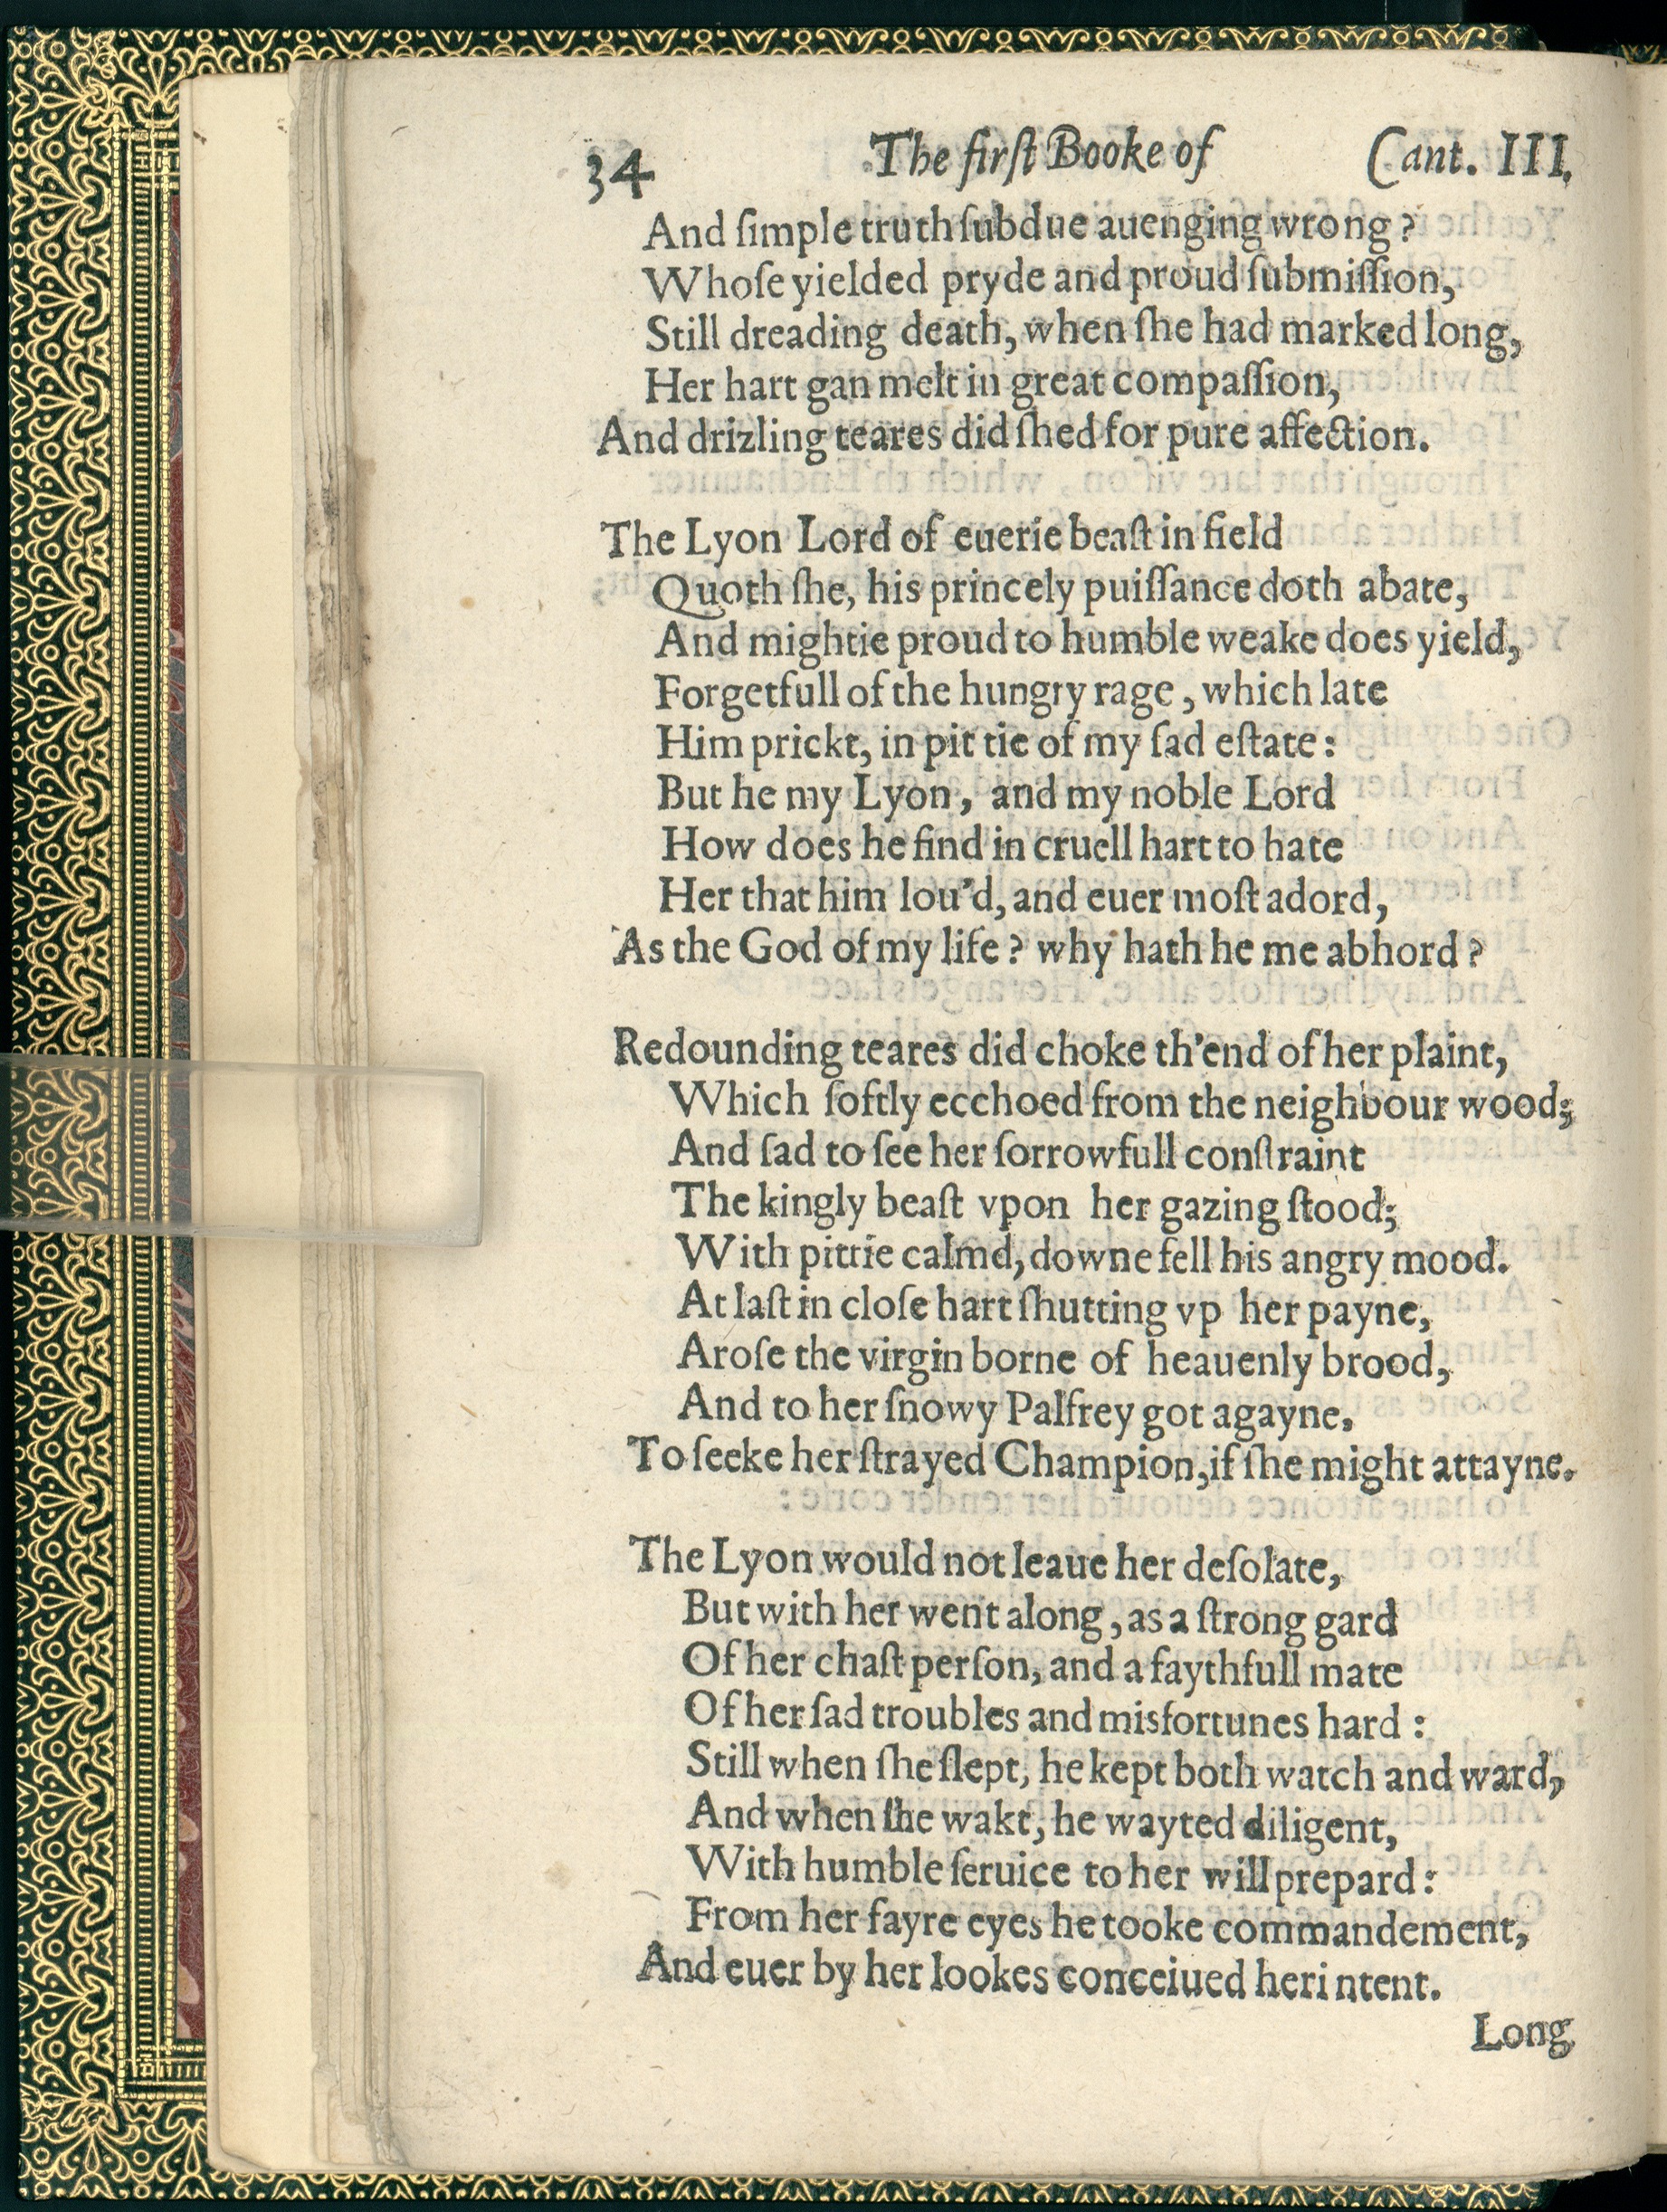 34 The firſt Booke of Cant. III.
And ſimple truth ſubdue auenging wrong?
Whoſe yielded pryde and proud ſubmiſſion,
Still dreading death, when ſhe had marked long,
Her hart gan melt in great compaſſion,
And drizling teares did ſhed for pure affection.
The Lyon Lord of euerie beaſt in field
Quoth ſhe, his princely puiſſance doth abate,
And mightie proud to humble weake does yield,
Forgetfull of the hungry rage, which late
Him prickt, in pittie of my ſad eſtate:
But he my Lyon, and my noble Lord
How does he find in cruell hart to hate
Her that him lou'd, and euer moſt adord,
As the God of my life? why hath he me abhord?
Redounding teares did choke th'end of her plaint,
Which ſoftly ecchoed from the neighbour wood;
And ſad to ſee her ſorrowfull conſtraint
The kingly beaſt vpon her gazing ſtood;
With pittie calmd, downe fell his angry mood.
At laſt in cloſe hart ſhutting vp her payne,
Aroſe the virgin borne of heauenly brood,
And to her ſnowy Palfrey got agayne,
To ſeeke her ſtrayed Champion, if ſhe might attayne.
The Lyon would not leaue her deſolate,
But with her went along, as a ſtrong gard
Of her chaſt perſon, and a faythfull mate
Of her ſad troubles and misfortunes hard:
Still when ſhe ſlept, he kept both watch and ward,
And when ſhe wakt, he wayted diligent,
With humble ſeruice to her will prepard:
From her fayre eyes he tooke commandement,
And euer by her lookes conceiued her intent.
Long